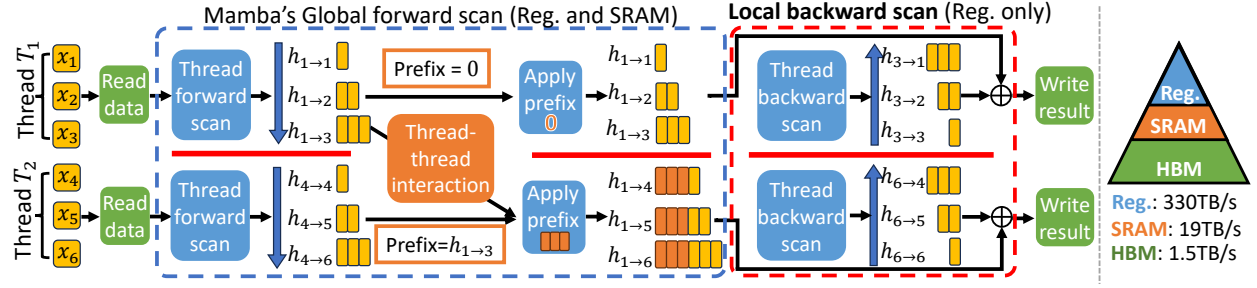 Mamba's Global forward scan (Reg. and SRAM)
Local backward scan (Reg. only)
Thread T₁
x₁
x₂
x₃
Read data
Thread forward scan
h₁→₁
h₁→₂
h₁→₃
Prefix = 0
Apply prefix
0
h₁→₁
h₁→₂
h₁→₃
Thread backward scan
h₃→₁
h₃→₂
h₃→₃
⊕
Write result
Thread-thread interaction
Thread T₂
x₄
x₅
x₆
Read data
Thread forward scan
h₄→₄
h₄→₅
h₄→₆
Prefix=h₁→₃
Apply prefix
h₁→₄
h₁→₅
h₁→₆
Thread backward scan
h₆→₄
h₆→₅
h₆→₆
⊕
Write result
Reg.
SRAM
HBM
Reg.: 330TB/s
SRAM: 19TB/s
HBM: 1.5TB/s